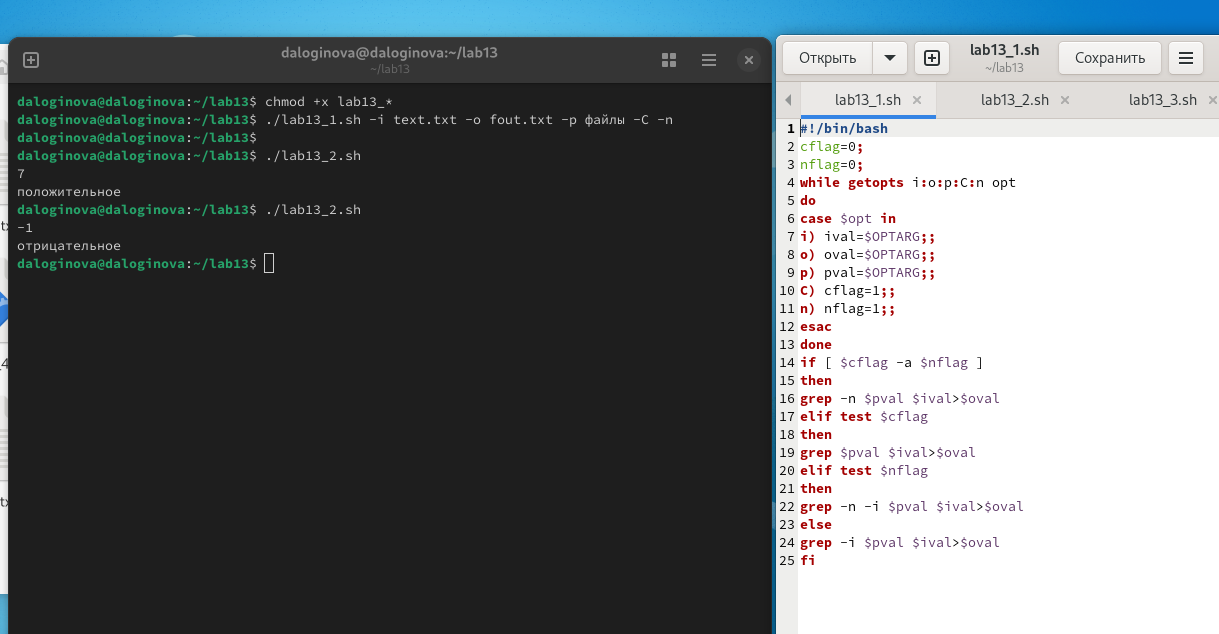 daloginova@daloginova:~/lab13
~/lab13
daloginova@daloginova:~/lab13$ chmod +x lab13_*
daloginova@daloginova:~/lab13$ ./lab13_1.sh -i text.txt -o fout.txt -p файлы -C -n
daloginova@daloginova:~/lab13$
daloginova@daloginova:~/lab13$ ./lab13_2.sh
7
положительное
daloginova@daloginova:~/lab13$ ./lab13_2.sh
-1
отрицательное
daloginova@daloginova:~/lab13$
Открыть
lab13_1.sh
~/lab13
Сохранить
lab13_1.sh
lab13_2.sh
lab13_3.sh
1 #!/bin/bash
2 cflag=0;
3 nflag=0;
4 while getopts i:o:p:C:n opt
5 do
6 case $opt in
7 i) ival=$OPTARG;;
8 o) oval=$OPTARG;;
9 p) pval=$OPTARG;;
10 C) cflag=1;;
11 n) nflag=1;;
12 esac
13 done
14 if [ $cflag -a $nflag ]
15 then
16 grep -n $pval $ival>$oval
17 elif test $cflag
18 then
19 grep $pval $ival>$oval
20 elif test $nflag
21 then
22 grep -n -i $pval $ival>$oval
23 else
24 grep -i $pval $ival>$oval
25 fi